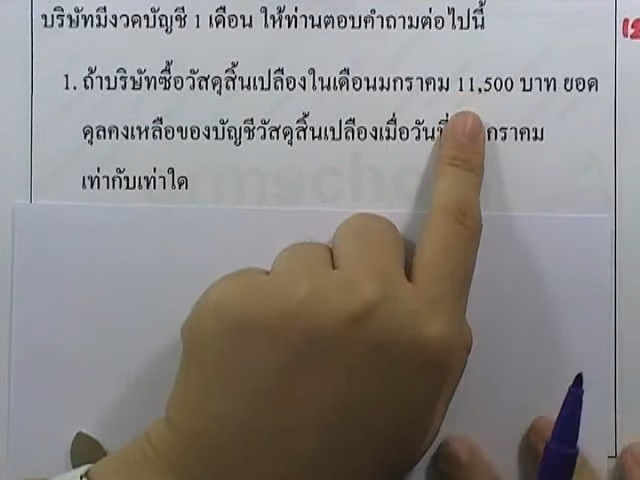 บริษัทมีงวดบัญชี 1 เดือน ให้ท่านตอบคำถามต่อไปนี้
1. ถ้าบริษัทซื้อวัสดุสิ้นเปลืองในเดือนมกราคม 11,500 บาท ยอด
ดุลคงเหลือของบัญชีวัสดุสิ้นเปลืองเมื่อวันที่ กราคม
เท่ากับเท่าใด